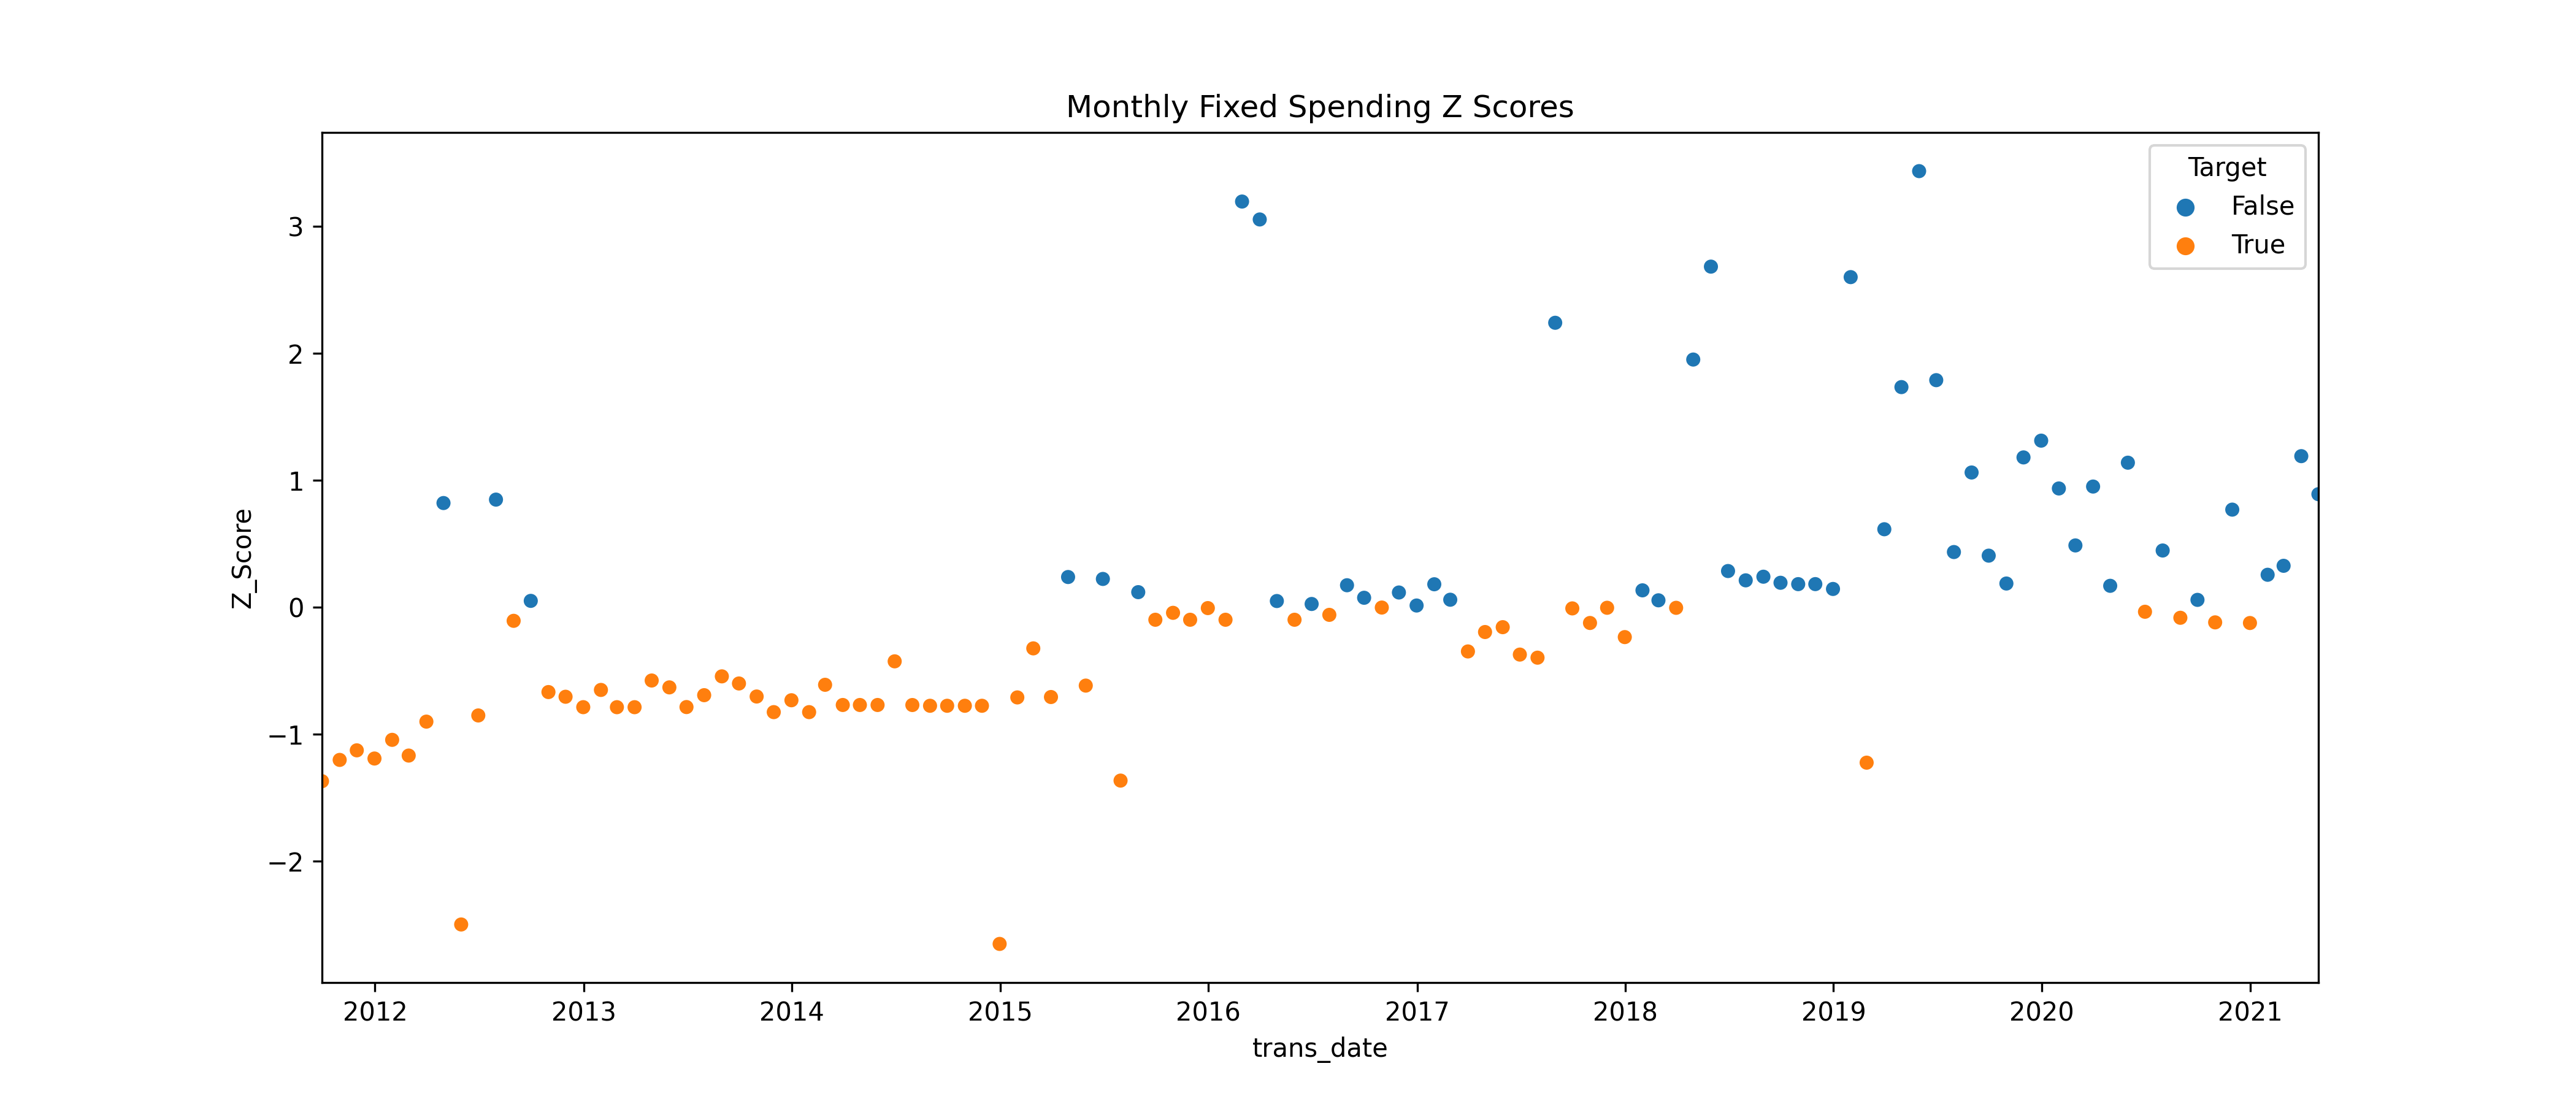 Monthly Fixed Spending Z Scores
Target
False
True
Z_Score
3
2
1
0
−1
−2
2012 2013 2014 2015 2016 2017 2018 2019 2020 2021
trans_date